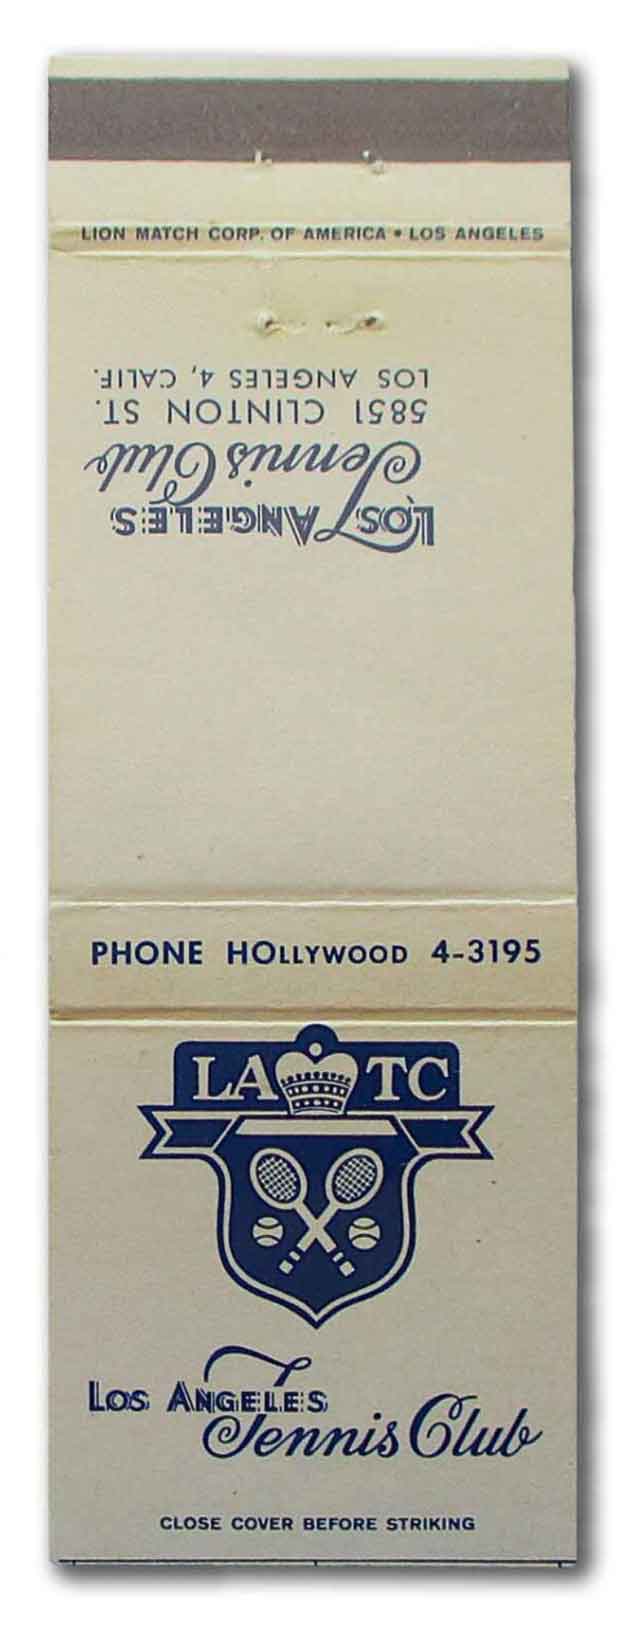 LION MATCH CORP. OF AMERICA • LOS ANGELES
LOS ANGELES
Tennis Club
5851 CLINTON ST.
LOS ANGELES 4, CALIF.
PHONE HOLLYWOOD 4-3195
LA TC
LOS ANGELES
Tennis Club
CLOSE COVER BEFORE STRIKING